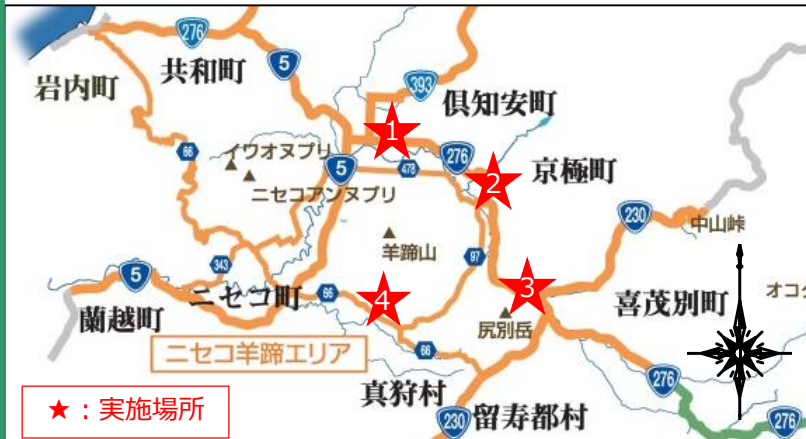 276
5
393
岩内町
共和町
倶知安町
1
66
イワオヌプリ
5
478
276
2
京極町
ニセコアンヌプリ
230
中山峠
羊蹄山
97
オコタ
5
343
ニセコ町
66
4
3
蘭越町
尻別岳
喜茂別町
ニセコ羊蹄エリア
66
276
真狩村
★：実施場所
230
留寿都村
276